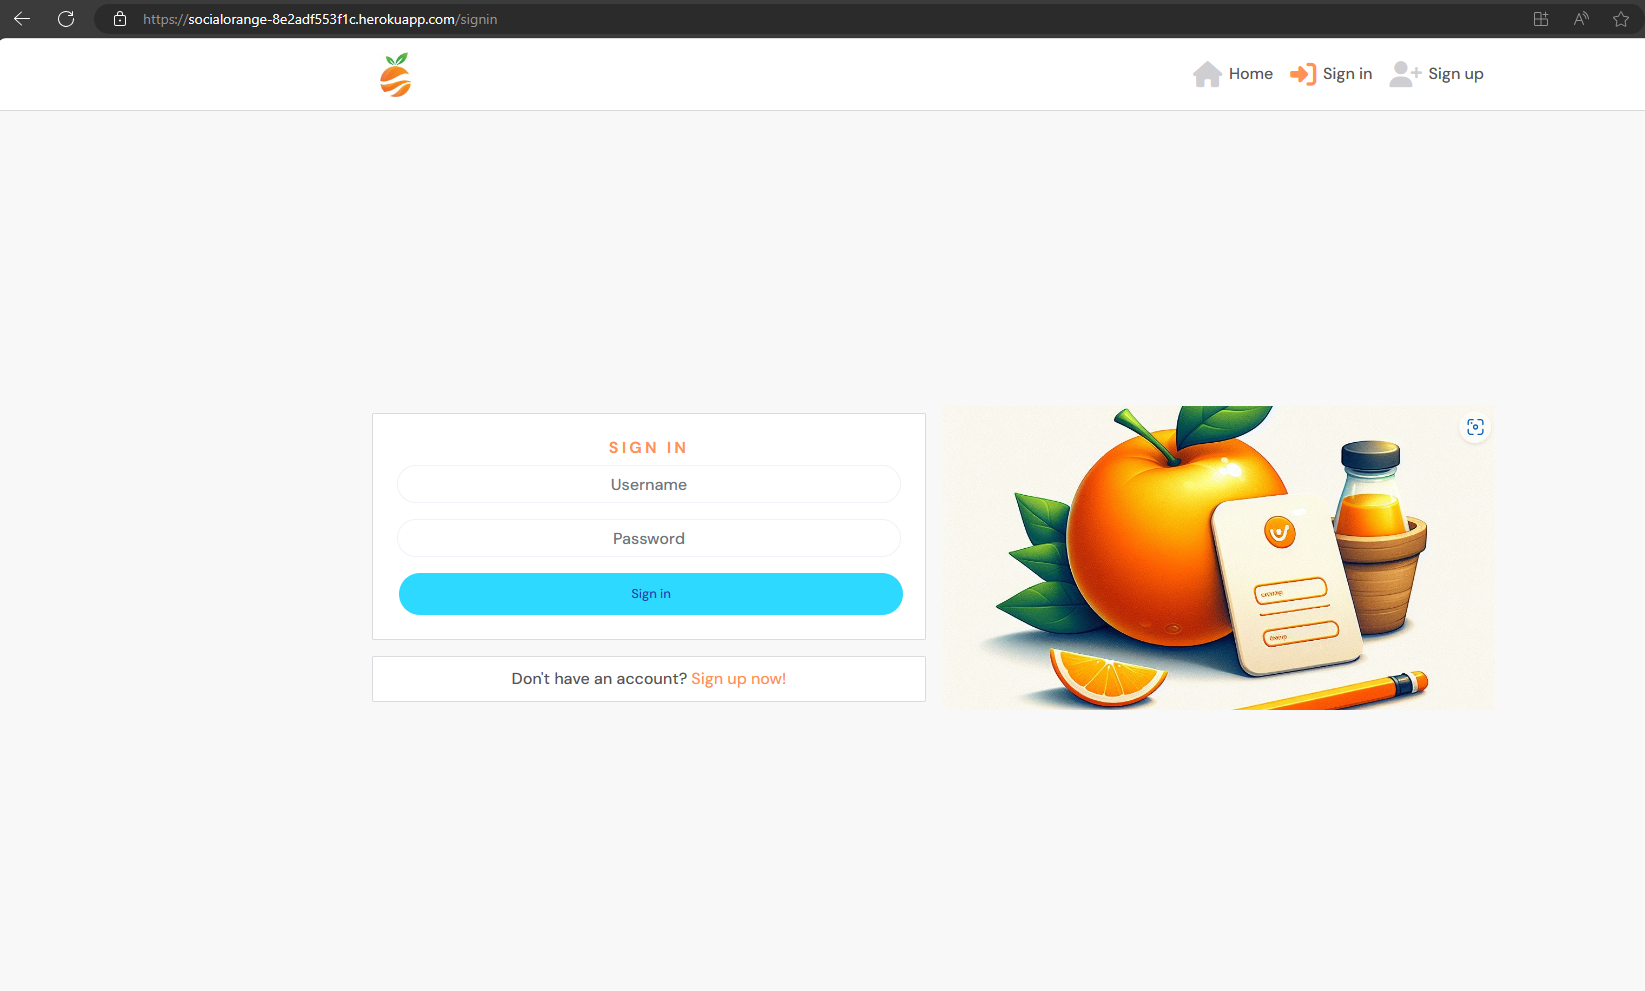 https://socialorange-8e2adf553f1c.herokuapp.com/signin
Home Sign in Sign up
SIGN IN
Username
Password
Sign in
Don't have an account? Sign up now!